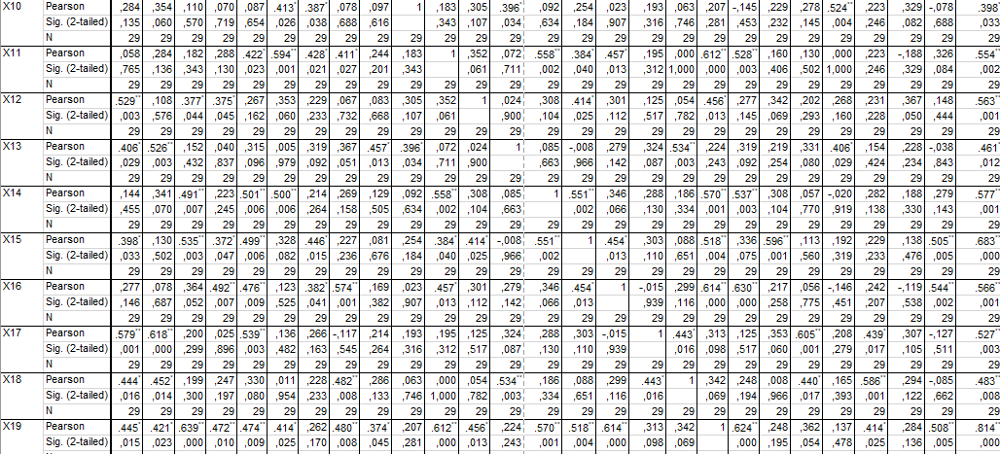 X10 Pearson ,284 ,354 ,110 ,070 ,087 ,413* ,387* ,078 ,097 1 ,183 ,305 ,396* ,092 ,254 ,023 ,193 ,063 ,207 -,145 ,229 ,278 ,524** ,223 ,329 -,078 ,398*
Sig. (2-tailed) ,135 ,060 ,570 ,719 ,654 ,026 ,038 ,688 ,616 ,343 ,107 ,034 ,634 ,184 ,907 ,316 ,746 ,281 ,453 ,232 ,145 ,004 ,246 ,082 ,688 ,033
N 29 29 29 29 29 29 29 29 29 29 29 29 29 29 29 29 29 29 29 29 29 29 29 29 29 29 29
X11 Pearson ,058 ,284 ,182 ,288 ,422* ,594** ,428* ,411* ,244 ,183 1 ,352 ,072 ,558** ,384* ,457* ,195 ,000 ,612** ,528** ,160 ,130 ,000 ,223 -,188 ,326 ,554**
Sig. (2-tailed) ,765 ,136 ,343 ,130 ,023 ,001 ,021 ,027 ,201 ,343 ,061 ,711 ,002 ,040 ,013 ,312 1,000 ,000 ,003 ,406 ,502 1,000 ,246 ,329 ,084 ,002
N 29 29 29 29 29 29 29 29 29 29 29 29 29 29 29 29 29 29 29 29 29 29 29 29 29 29 29
X12 Pearson ,529** ,108 ,377* ,375* ,267 ,353 ,229 ,067 ,083 ,305 ,352 1 ,024 ,308 ,414* ,301 ,125 ,054 ,456* ,277 ,342 ,202 ,268 ,231 ,367 ,148 ,563**
Sig. (2-tailed) ,003 ,576 ,044 ,045 ,162 ,060 ,233 ,732 ,668 ,107 ,061 ,900 ,104 ,025 ,112 ,517 ,782 ,013 ,145 ,069 ,293 ,160 ,228 ,050 ,444 ,001
N 29 29 29 29 29 29 29 29 29 29 29 29 29 29 29 29 29 29 29 29 29 29 29 29 29 29 29
X13 Pearson ,406* ,526** ,152 ,040 ,315 ,005 ,319 ,367 ,457* ,396* ,072 ,024 1 ,085 -,008 ,279 ,324 ,534** ,224 ,319 ,219 ,331 ,406* ,154 ,228 -,038 ,461*
Sig. (2-tailed) ,029 ,003 ,432 ,837 ,096 ,979 ,092 ,051 ,013 ,034 ,711 ,900 ,663 ,966 ,142 ,087 ,003 ,243 ,092 ,254 ,080 ,029 ,424 ,234 ,843 ,012
N 29 29 29 29 29 29 29 29 29 29 29 29 29 29 29 29 29 29 29 29 29 29 29 29 29 29 29
X14 Pearson ,144 ,341 ,491** ,223 ,501** ,500** ,214 ,269 ,129 ,092 ,558** ,308 ,085 1 ,551** ,346 ,288 ,186 ,570** ,537** ,308 ,057 -,020 ,282 ,188 ,279 ,577**
Sig. (2-tailed) ,455 ,070 ,007 ,245 ,006 ,006 ,264 ,158 ,505 ,634 ,002 ,104 ,663 ,002 ,066 ,130 ,334 ,001 ,003 ,104 ,770 ,919 ,138 ,330 ,143 ,001
N 29 29 29 29 29 29 29 29 29 29 29 29 29 29 29 29 29 29 29 29 29 29 29 29 29 29 29
X15 Pearson ,398* ,130 ,535** ,372* ,499** ,328 ,446* ,227 ,081 ,254 ,384* ,414* -,008 ,551** 1 ,454* ,303 ,088 ,518** ,336 ,596** ,113 ,192 ,229 ,138 ,505** ,683**
Sig. (2-tailed) ,033 ,502 ,003 ,047 ,006 ,082 ,015 ,236 ,676 ,184 ,040 ,025 ,966 ,002 ,013 ,110 ,651 ,004 ,075 ,001 ,560 ,319 ,233 ,476 ,005 ,000
N 29 29 29 29 29 29 29 29 29 29 29 29 29 29 29 29 29 29 29 29 29 29 29 29 29 29 29
X16 Pearson ,277 ,078 ,364 ,492** ,476** ,123 ,382* ,574** ,169 ,023 ,457* ,301 ,279 ,346 ,454* 1 -,015 ,299 ,614** ,630** ,217 ,056 -,146 ,242 -,119 ,544** ,566**
Sig. (2-tailed) ,146 ,687 ,052 ,007 ,009 ,525 ,041 ,001 ,382 ,907 ,013 ,112 ,142 ,066 ,013 ,939 ,116 ,000 ,000 ,258 ,775 ,451 ,207 ,538 ,002 ,001
N 29 29 29 29 29 29 29 29 29 29 29 29 29 29 29 29 29 29 29 29 29 29 29 29 29 29 29
X17 Pearson ,579** ,618** ,200 ,025 ,539** ,136 ,266 -,117 ,214 ,193 ,195 ,125 ,324 ,288 ,303 -,015 1 ,443* ,313 ,125 ,353 ,605** ,208 ,439* ,307 -,127 ,527**
Sig. (2-tailed) ,001 ,000 ,299 ,896 ,003 ,482 ,163 ,545 ,264 ,316 ,312 ,517 ,087 ,130 ,110 ,939 ,016 ,098 ,517 ,060 ,001 ,279 ,017 ,105 ,511 ,003
N 29 29 29 29 29 29 29 29 29 29 29 29 29 29 29 29 29 29 29 29 29 29 29 29 29 29 29
X18 Pearson ,444* ,452* ,199 ,247 ,330 ,011 ,228 ,482** ,286 ,063 ,000 ,054 ,534** ,186 ,088 ,299 ,443* 1 ,342 ,248 ,008 ,440* ,165 ,586** ,294 -,085 ,483**
Sig. (2-tailed) ,016 ,014 ,300 ,197 ,080 ,954 ,233 ,008 ,133 ,746 1,000 ,782 ,003 ,334 ,651 ,116 ,016 ,069 ,194 ,966 ,017 ,393 ,001 ,122 ,662 ,008
N 29 29 29 29 29 29 29 29 29 29 29 29 29 29 29 29 29 29 29 29 29 29 29 29 29 29 29
X19 Pearson ,445* ,421* ,639** ,472** ,474** ,414* ,262 ,480** ,374* ,207 ,612** ,456* ,224 ,570** ,518** ,614** ,313 ,342 1 ,624** ,248 ,362 ,137 ,414* ,284 ,508** ,814**
Sig. (2-tailed) ,015 ,023 ,000 ,010 ,009 ,025 ,170 ,008 ,045 ,281 ,000 ,013 ,243 ,001 ,004 ,000 ,098 ,069 ,000 ,195 ,054 ,478 ,025 ,136 ,005 ,000